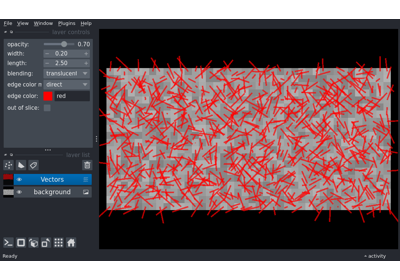 File View Window Plugins Help
layer controls
opacity: 0.70
width: 0.20
length: 2.50
blending: translucent
edge color m direct
edge color: red
out of slice:
layer list
Vectors
background
Ready
activity